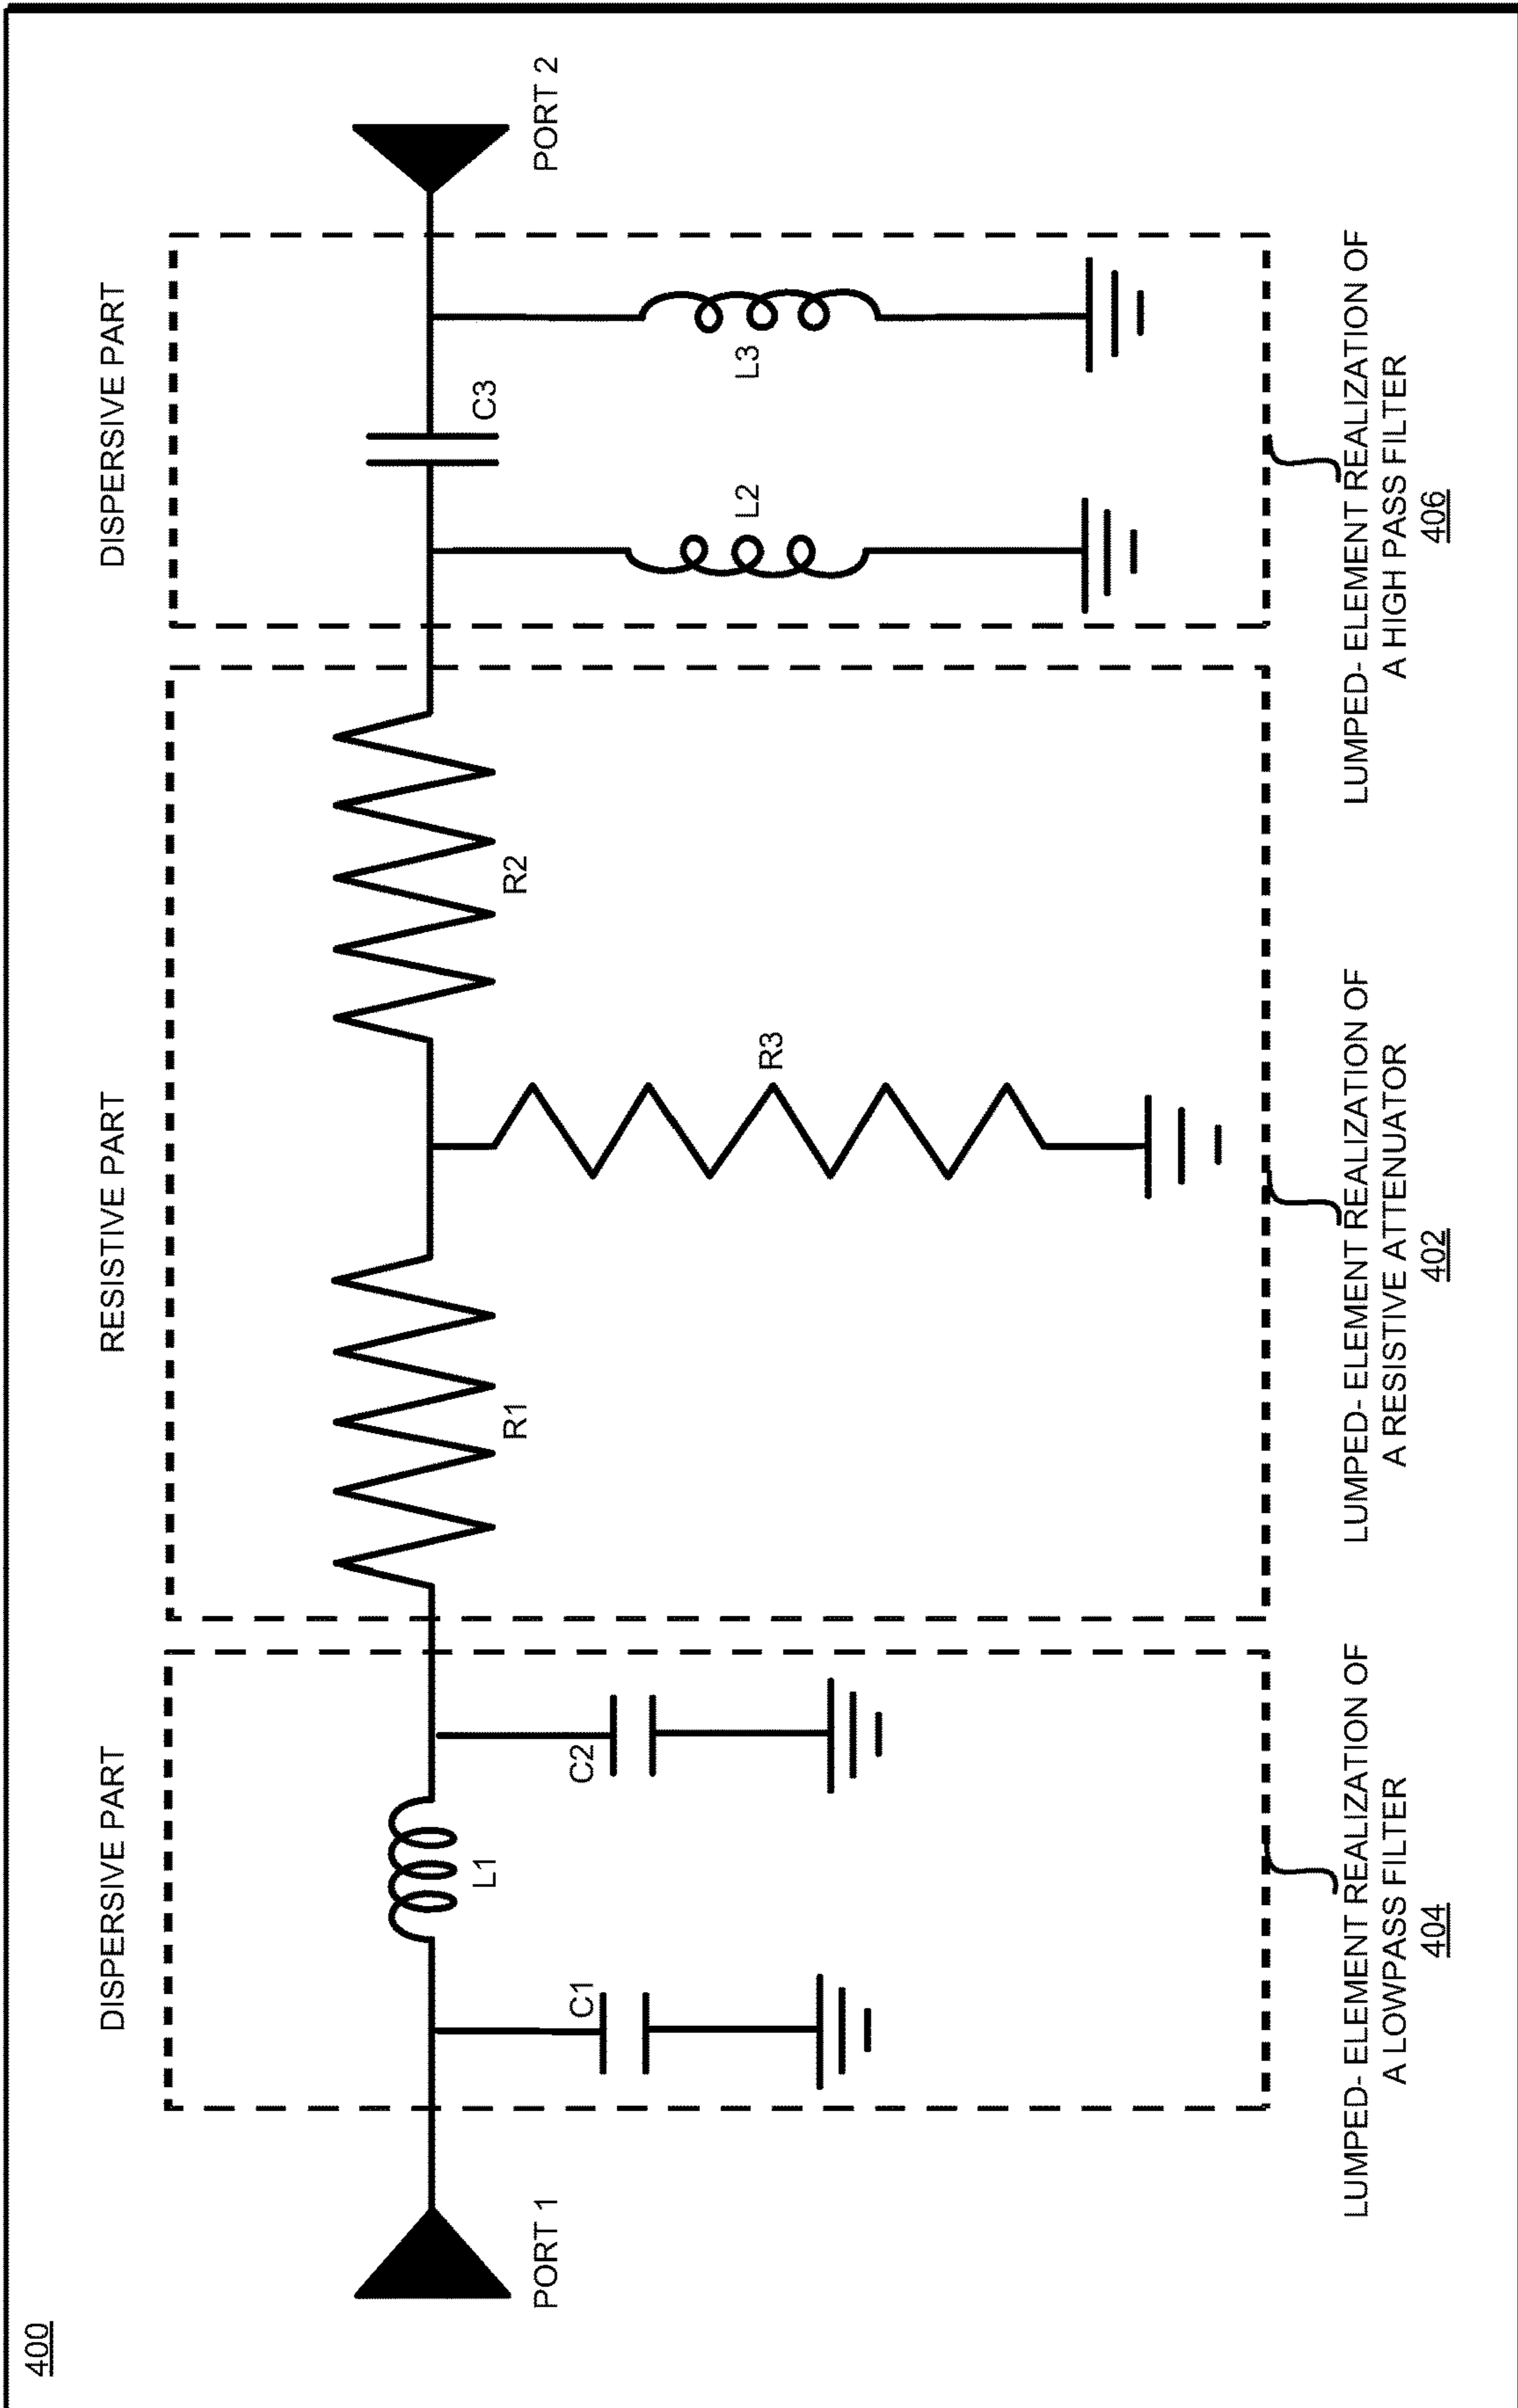 400
DISPERSIVE PART
RESISTIVE PART
DISPERSIVE PART
PORT 1
C1
L1
C2
R1
R3
R2
L2
C3
L3
PORT 2
LUMPED- ELEMENT REALIZATION OF
A LOWPASS FILTER
404
LUMPED- ELEMENT REALIZATION OF
A RESISTIVE ATTENUATOR
402
LUMPED- ELEMENT REALIZATION OF
A HIGH PASS FILTER
406